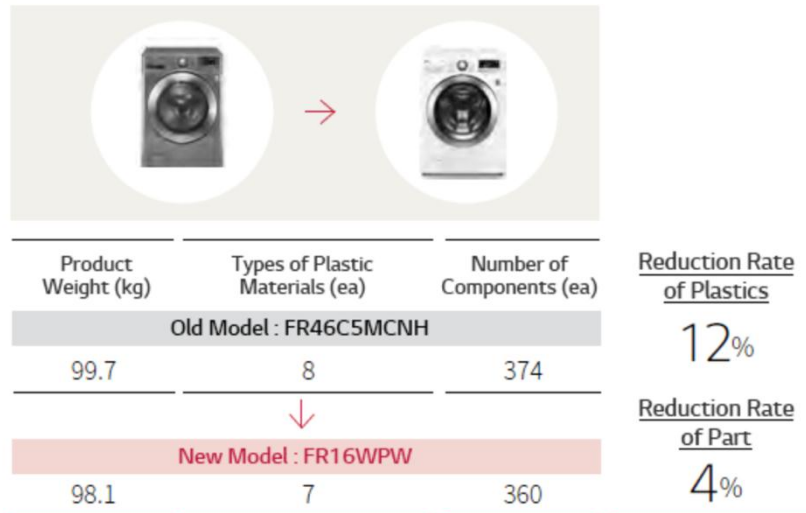 Product Weight (kg)
Types of Plastic Materials (ea)
Number of Components (ea)
Old Model : FR46C5MCNH
99.7
8
374
New Model : FR16WPW
98.1
7
360
Reduction Rate
of Plastics
12%
Reduction Rate
of Part
4%